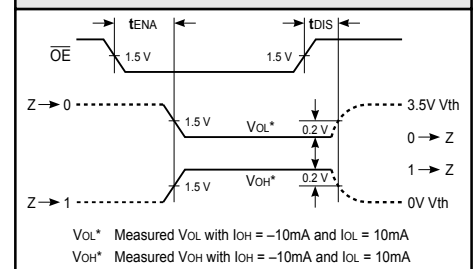 tENA tDIS
OE 1.5 V 1.5 V
Z 0 3.5V Vth
1.5 V VOL* 0.2 V 0 Z
1 Z
1.5 V VOH* 0.2 V
Z 1 0V Vth
VOL* Measured VOL with IOH = –10mA and IOL = 10mA
VOH* Measured VOH with IOH = –10mA and IOL = 10mA